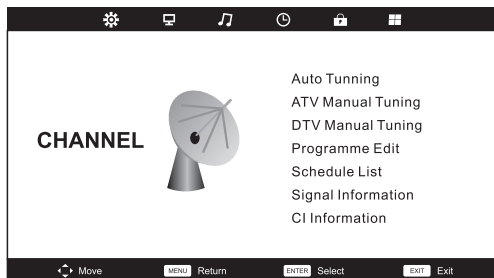 CHANNEL
Auto Tunning
ATV Manual Tuning
DTV Manual Tuning
Programme Edit
Schedule List
Signal Information
CI Information
Move MENU Return ENTER Select EXIT Exit